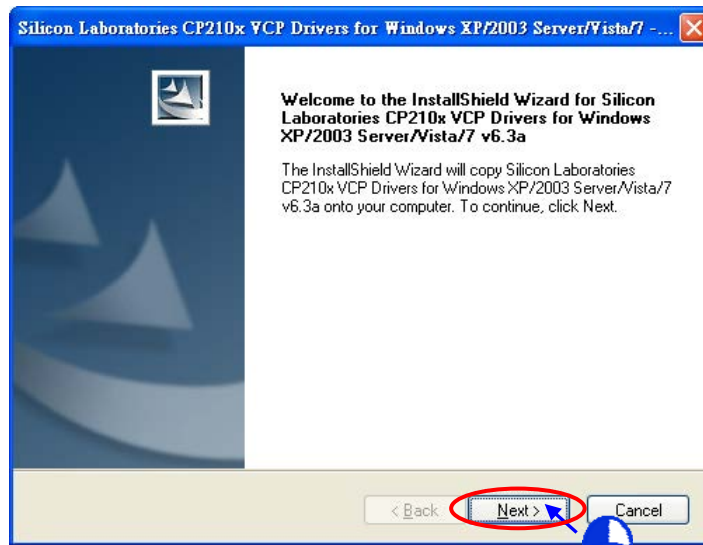 Silicon Laboratories CP210x VCP Drivers for Windows XP/2003 Server/Vista/7 -...
Welcome to the InstallShield Wizard for Silicon
Laboratories CP210x VCP Drivers for Windows
XP/2003 Server/Vista/7 v6.3a
The InstallShield Wizard will copy Silicon Laboratories
CP210x VCP Drivers for Windows XP/2003 Server/Vista/7
v6.3a onto your computer. To continue, click Next.
< Back
Next >
Cancel